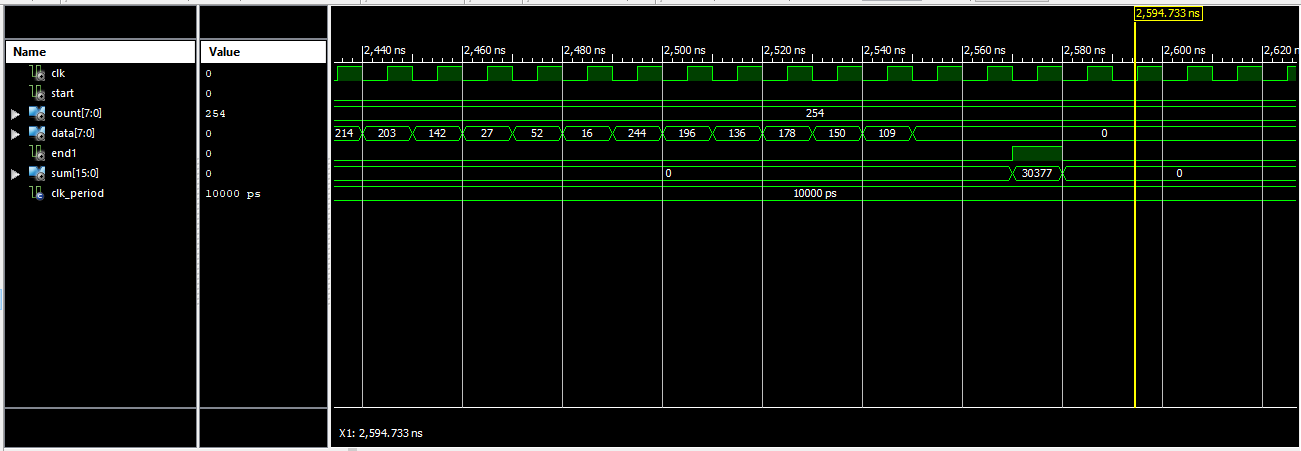 2,594.733 ns
Name Value 2,440 ns 2,460 ns 2,480 ns 2,500 ns 2,520 ns 2,540 ns 2,560 ns 2,580 ns 2,600 ns 2,620 n
clk 0
start 0
count[7:0] 254 254
data[7:0] 0 214 203 142 27 52 16 244 196 136 178 150 109 0
end1 0
sum[15:0] 0 0 30377 0
clk_period 10000 ps 10000 ps
X1: 2,594.733 ns